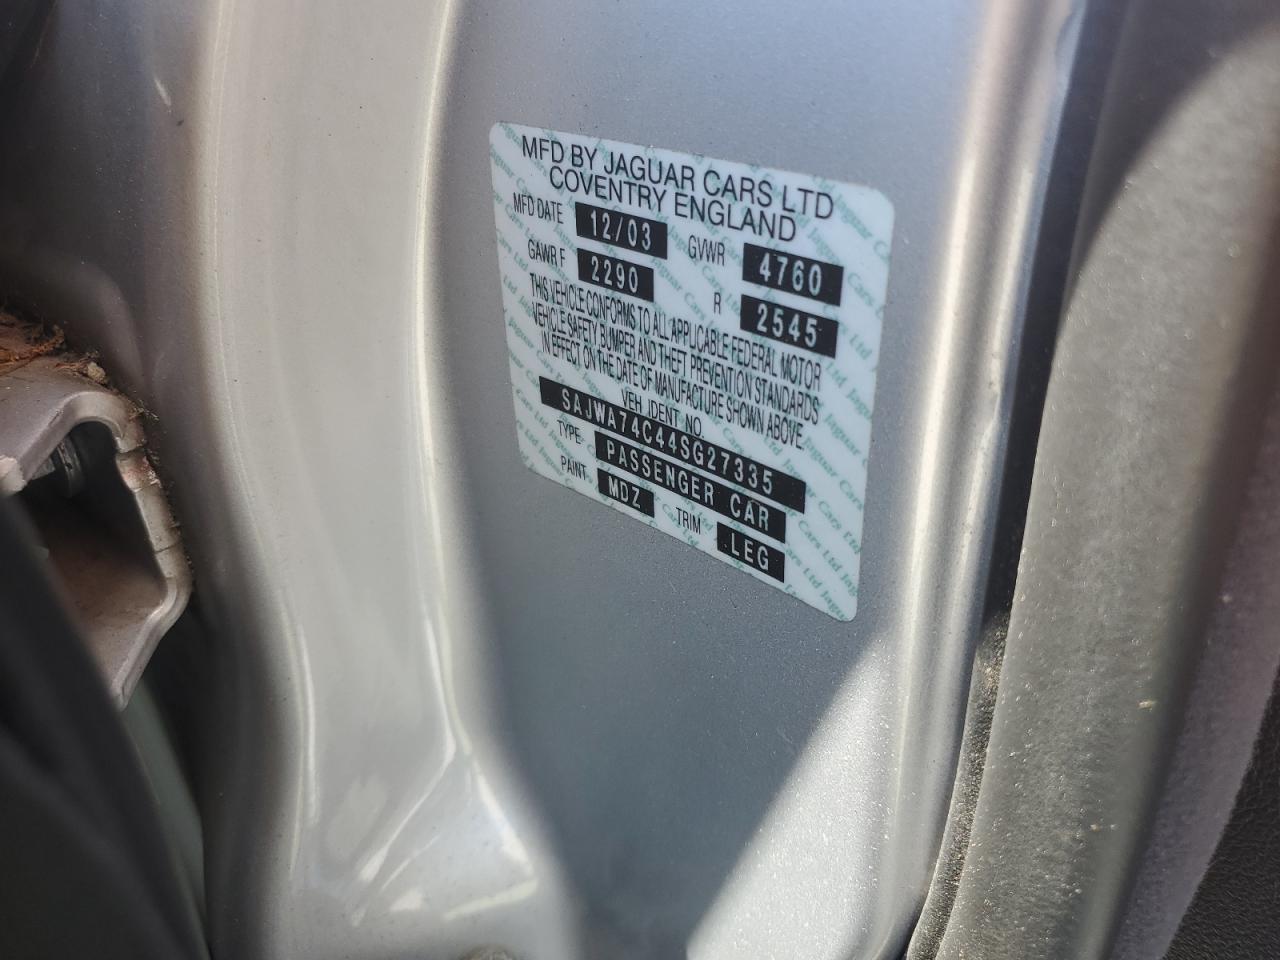 MFD BY JAGUAR CARS LTD
COVENTRY ENGLAND
MFD DATE 12/03 GVWR 4760
GAWR F 2290 R 2545
THIS VEHICLE CONFORMS TO ALL APPLICABLE FEDERAL MOTOR
VEHICLE SAFETY, BUMPER AND THEFT PREVENTION STANDARDS
IN EFFECT ON THE DATE OF MANUFACTURE SHOWN ABOVE.
VEH. IDENT. NO.
SAJWA74C44SG27335
TYPE PASSENGER CAR
PAINT MDZ TRIM LEG